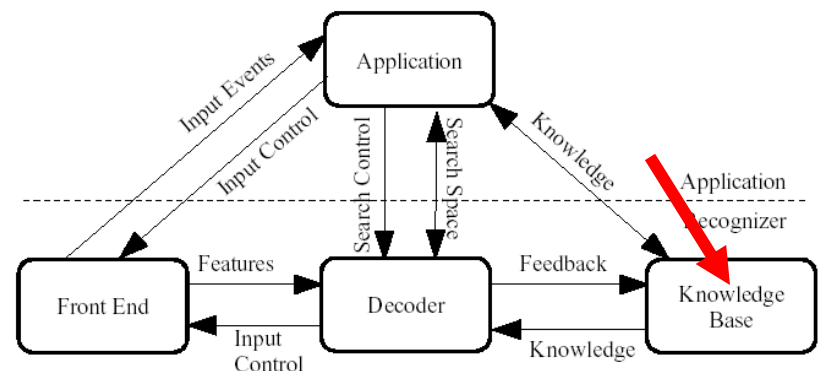 Application
Input Events
Input Control
Search Control
Search Space
Knowledge
Application
Recognizer
Front End
Features
Input
Control
Decoder
Feedback
Knowledge
Knowledge
Base